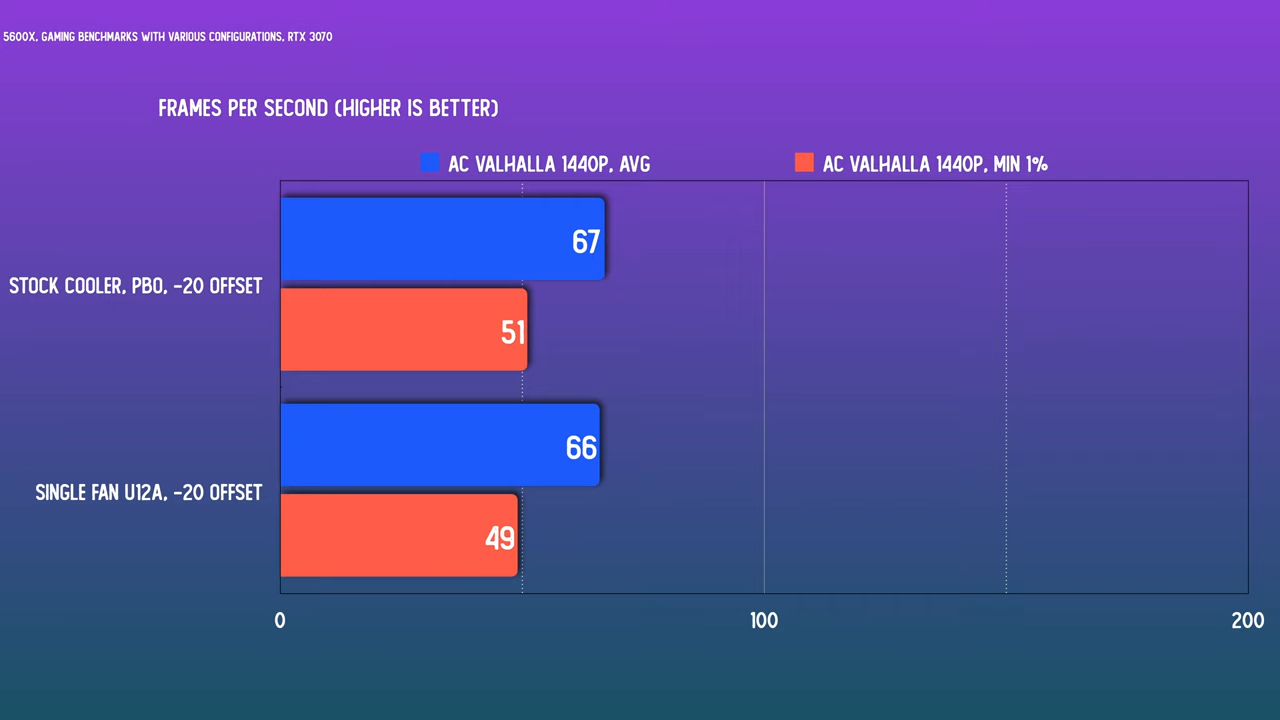 5600X, GAMING BENCHMARKS WITH VARIOUS CONFIGURATIONS, RTX 3070
FRAMES PER SECOND (HIGHER IS BETTER)
AC VALHALLA 1440P, AVG
AC VALHALLA 1440P, MIN 1%
67
STOCK COOLER, PBO, -20 OFFSET
51
66
SINGLE FAN U12A, -20 OFFSET
49
0
100
200